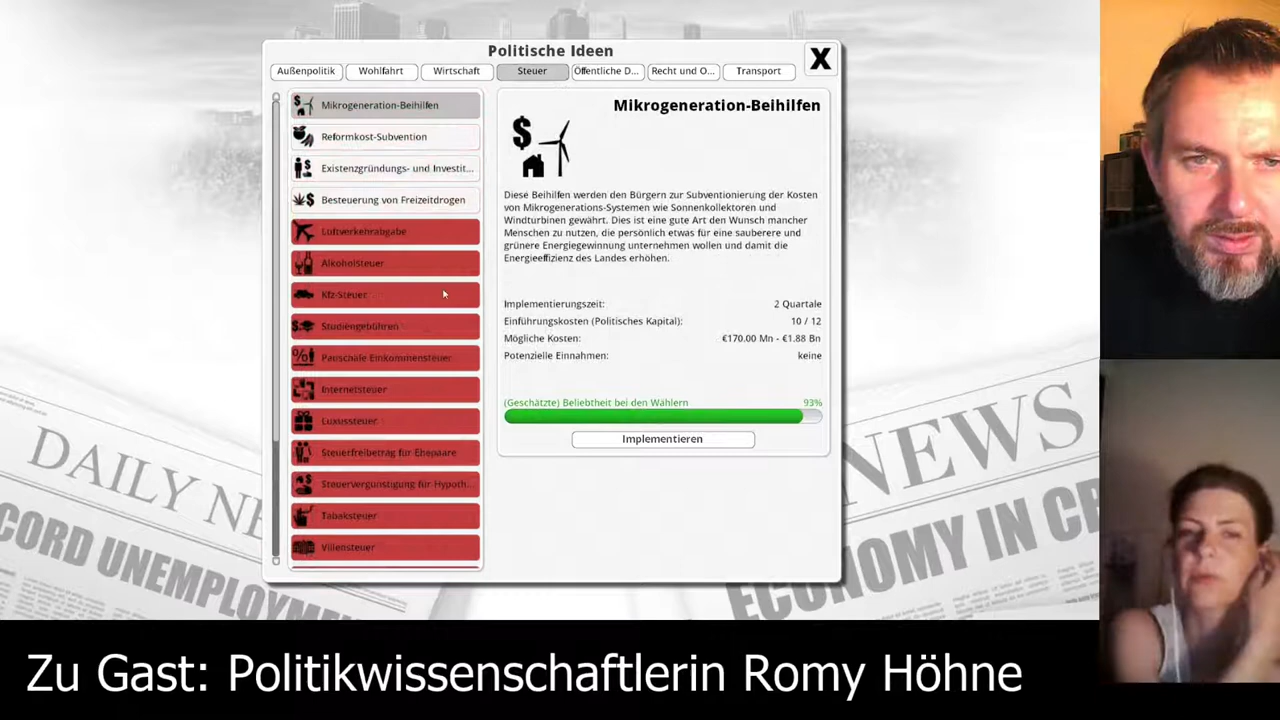 Politische Ideen
X
Außenpolitik
Wohlfahrt
Wirtschaft
Steuer
Öffentliche D...
Recht und O...
Transport
Mikrogeneration-Beihilfen
Reformkost-Subvention
Existenzgründungs- und Investit...
Besteuerung von Freizeitdrogen
Luftverkehrabgabe
Alkoholsteuer
Kfz-Steuer
Studiengebühren
Pauschale Einkommensteuer
Internetsteuer
Luxussteuer
Steuerfreibetrag für Ehepaare
Steuervergünstigung für Hypoth...
Tabaksteuer
Villensteuer
Mikrogeneration-Beihilfen
Diese Beihilfen werden den Bürgern zur Subventionierung der Kosten
von Mikrogenerations-Systemen wie Sonnenkollektoren und
Windturbinen gewährt. Dies ist eine gute Art den Wunsch mancher
Menschen zu nutzen, die persönlich etwas für eine sauberere und
grünere Energiegewinnung unternehmen wollen und damit die
Energieeffizienz des Landes erhöhen.
Implementierungszeit: 2 Quartale
Einführungskosten (Politisches Kapital): 10 / 12
Mögliche Kosten: €170.00 Mn - €1.88 Bn
Potenzielle Einnahmen: keine
(Geschätzte) Beliebtheit bei den Wählern 93%
Implementieren
DAILY NE
CORD UNEMPLOYM
NEWS
ECONOMY IN CR
Zu Gast: Politikwissenschaftlerin Romy Höhne